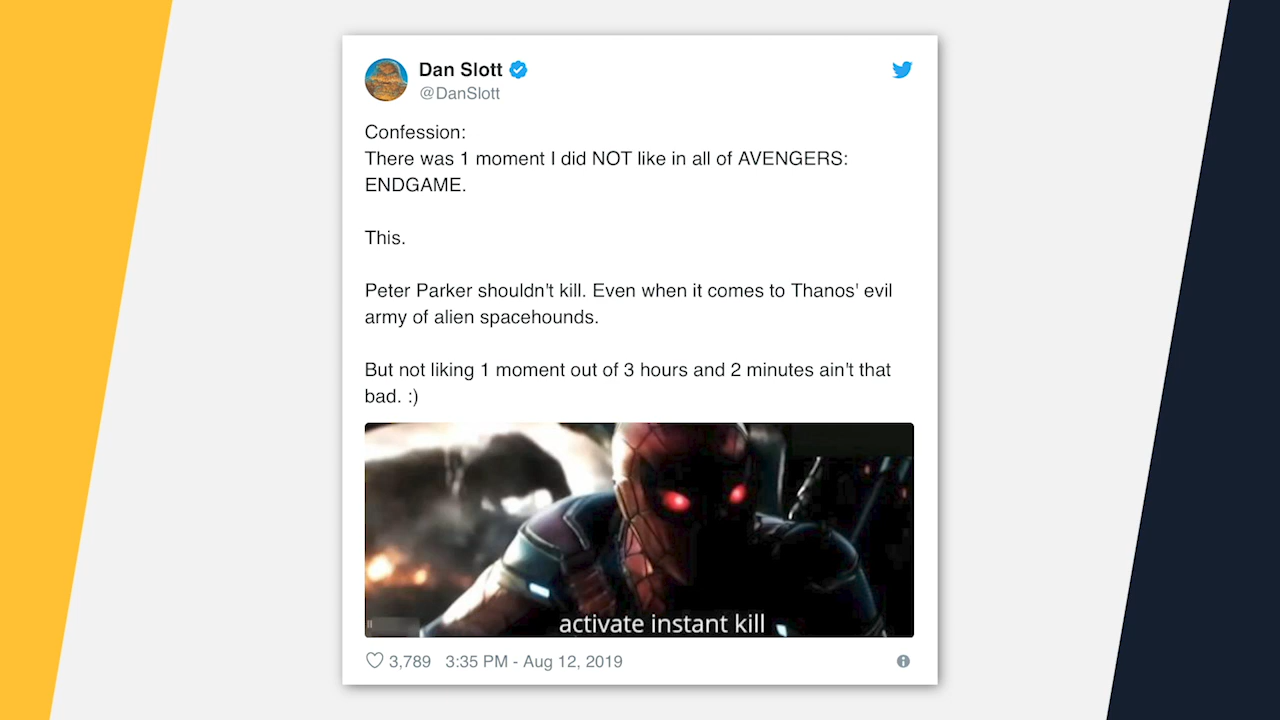 Dan Slott
@DanSlott
Confession:
There was 1 moment I did NOT like in all of AVENGERS:
ENDGAME.
This.
Peter Parker shouldn't kill. Even when it comes to Thanos' evil
army of alien spacehounds.
But not liking 1 moment out of 3 hours and 2 minutes ain't that
bad. :)
activate instant kill
3,789 3:35 PM - Aug 12, 2019